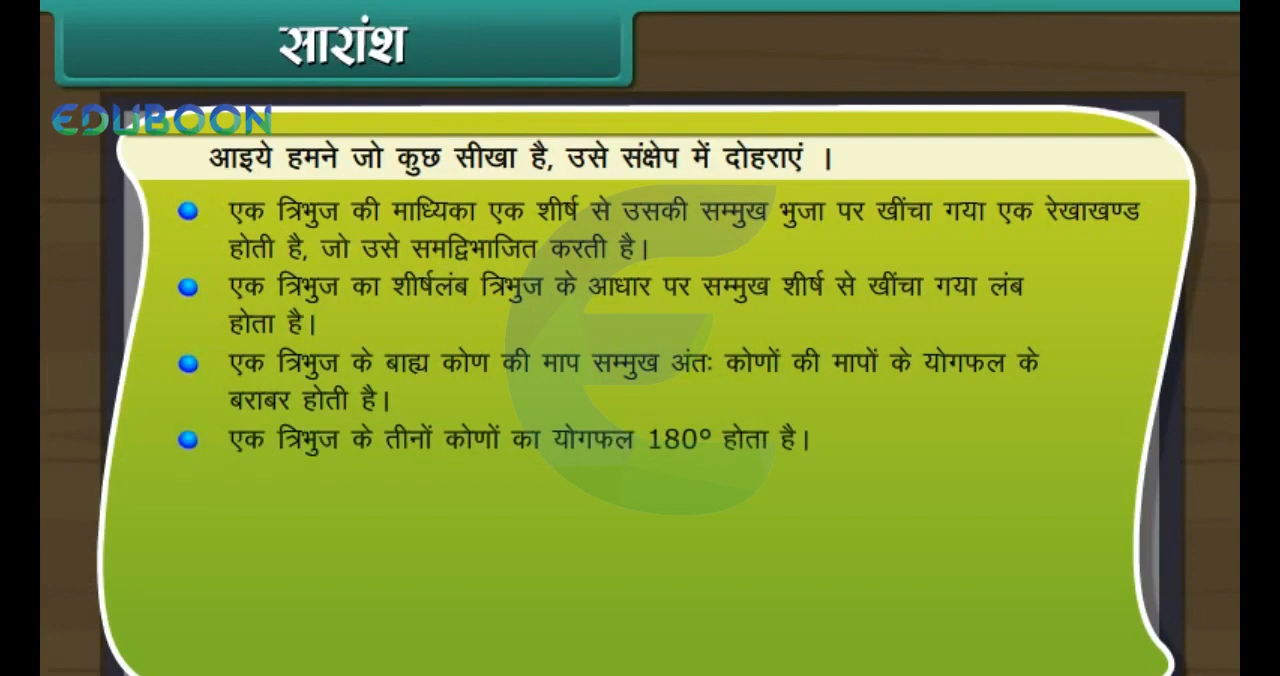 सारांश
EDUBOON
आइये हमने जो कुछ सीखा है, उसे संक्षेप में दोहराएं ।
एक त्रिभुज की माध्यिका एक शीर्ष से उसकी सम्मुख भुजा पर खींचा गया एक रेखाखण्ड
होती है, जो उसे समद्विभाजित करती है।
एक त्रिभुज का शीर्षलंब त्रिभुज के आधार पर सम्मुख शीर्ष से खींचा गया लंब
होता है।
एक त्रिभुज के बाह्य कोण की माप सम्मुख अंतः कोणों की मापों के योगफल के
बराबर होती है।
एक त्रिभुज के तीनों कोणों का योगफल 180° होता है।